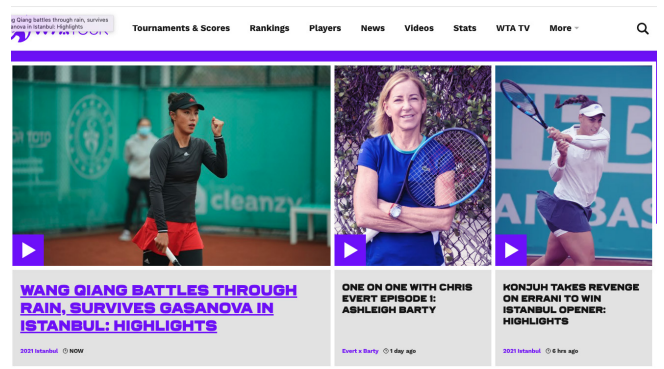 g Qiang battles through rain, survives
anova in Istanbul: Highlights
Tournaments & Scores Rankings Players News Videos Stats WTA TV More
WANG QIANG BATTLES THROUGH
RAIN, SURVIVES GASANOVA IN
ISTANBUL: HIGHLIGHTS
2021 Istanbul NOW
ONE ON ONE WITH CHRIS
EVERT EPISODE 1:
ASHLEIGH BARTY
Evert x Barty 1 day ago
KONJUH TAKES REVENGE
ON ERRANI TO WIN
ISTANBUL OPENER:
HIGHLIGHTS
2021 Istanbul 6 hrs ago
cleanzy